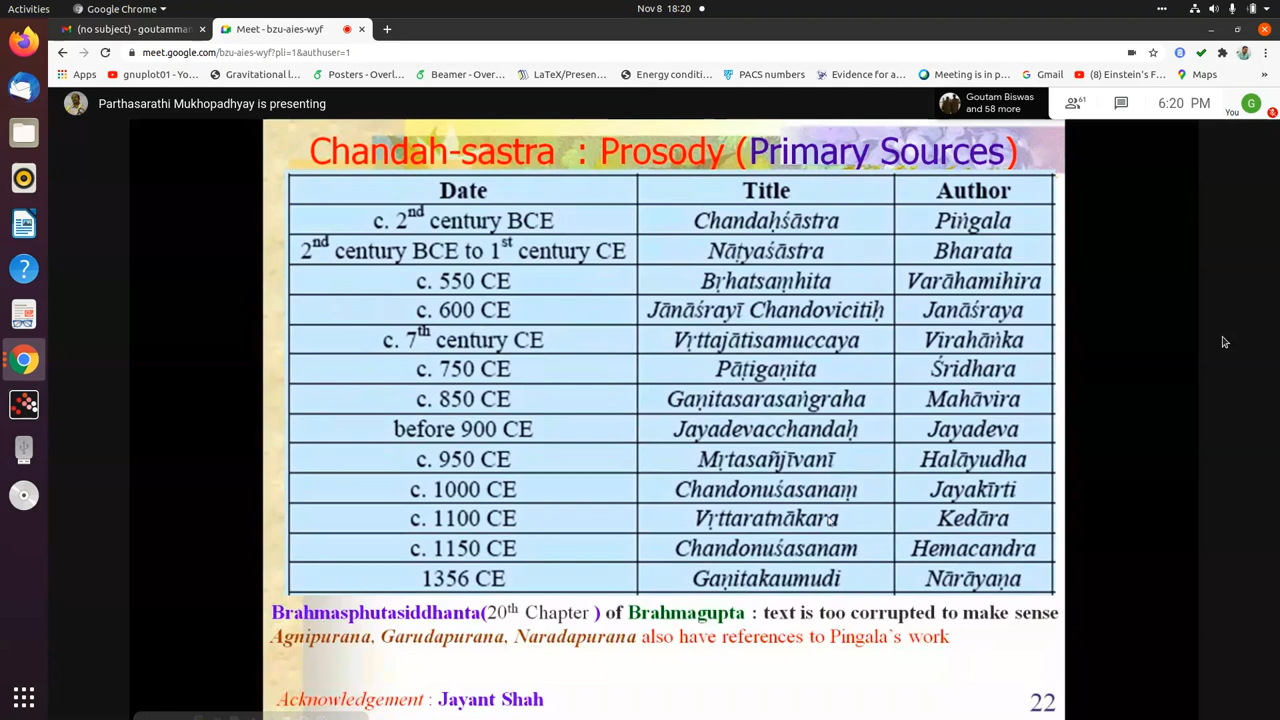 Activities
Google Chrome
Nov 8 18:20
(no subject) - goutamman
Meet - bzu-aies-wyf
meet.google.com/bzu-aies-wyf?pli=1&authuser=1
Apps
gnuplot01 - Yo...
Gravitational l...
Posters - Overl...
Beamer - Over...
LaTeX/Presen...
Energy conditi...
PACS numbers
Evidence for a...
Meeting is in p...
Gmail
(8) Einstein's F...
Maps
»
Parthasarathi Mukhopadhyay is presenting
Goutam Biswas
and 58 more
61
6:20 PM
You
G
Chandah-sastra : Prosody (Primary Sources)
Date Title Author
c. 2nd century BCE Chandaḥśāstra Piṅgala
2nd century BCE to 1st century CE Nāṭyaśāstra Bharata
c. 550 CE Bṛhatsaṃhita Varāhamihira
c. 600 CE Jānāśrayī Chandovicitiḥ Janāśraya
c. 7th century CE Vṛttajātisamuccaya Virahāṅka
c. 750 CE Pāṭigaṇita Śridhara
c. 850 CE Gaṇitasarasaṅgraha Mahāvira
before 900 CE Jayadevacchandaḥ Jayadeva
c. 950 CE Mṛtasañjīvanī Halāyudha
c. 1000 CE Chandonuśasanaṃ Jayakīrti
c. 1100 CE Vṛttaratnākara Kedāra
c. 1150 CE Chandonuśasanam Hemacandra
1356 CE Gaṇitakaumudi Nārāyaṇa
Brahmasphutasiddhanta(20th Chapter ) of Brahmagupta : text is too corrupted to make sense
Agnipurana, Garudapurana, Naradapurana also have references to Pingala`s work
Acknowledgement : Jayant Shah
22